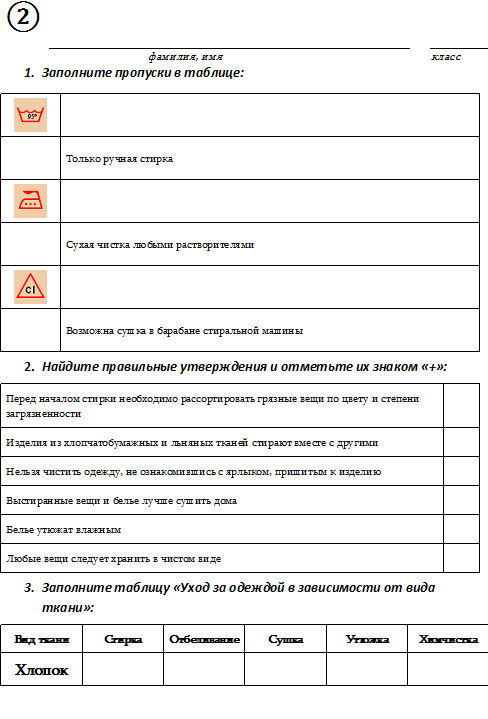 2
фамилия, имя класс
1. Заполните пропуски в таблице:
95°
Только ручная стирка
Сухая чистка любыми растворителями
Cl
Возможна сушка в барабане стиральной машины
2. Найдите правильные утверждения и отметьте их знаком «+»:
Перед началом стирки необходимо рассортировать грязные вещи по цвету и степени
загрязненности
Изделия из хлопчатобумажных и льняных тканей стирают вместе с другими
Нельзя чистить одежду, не ознакомившись с ярлыком, пришитым к изделию
Выстиранные вещи и белье лучше сушить дома
Белье утюжат влажным
Любые вещи следует хранить в чистом виде
3. Заполните таблицу «Уход за одеждой в зависимости от вида
ткани»:
Вид ткани Стирка Отбеливание Сушка Утюжка Химчистка
Хлопок